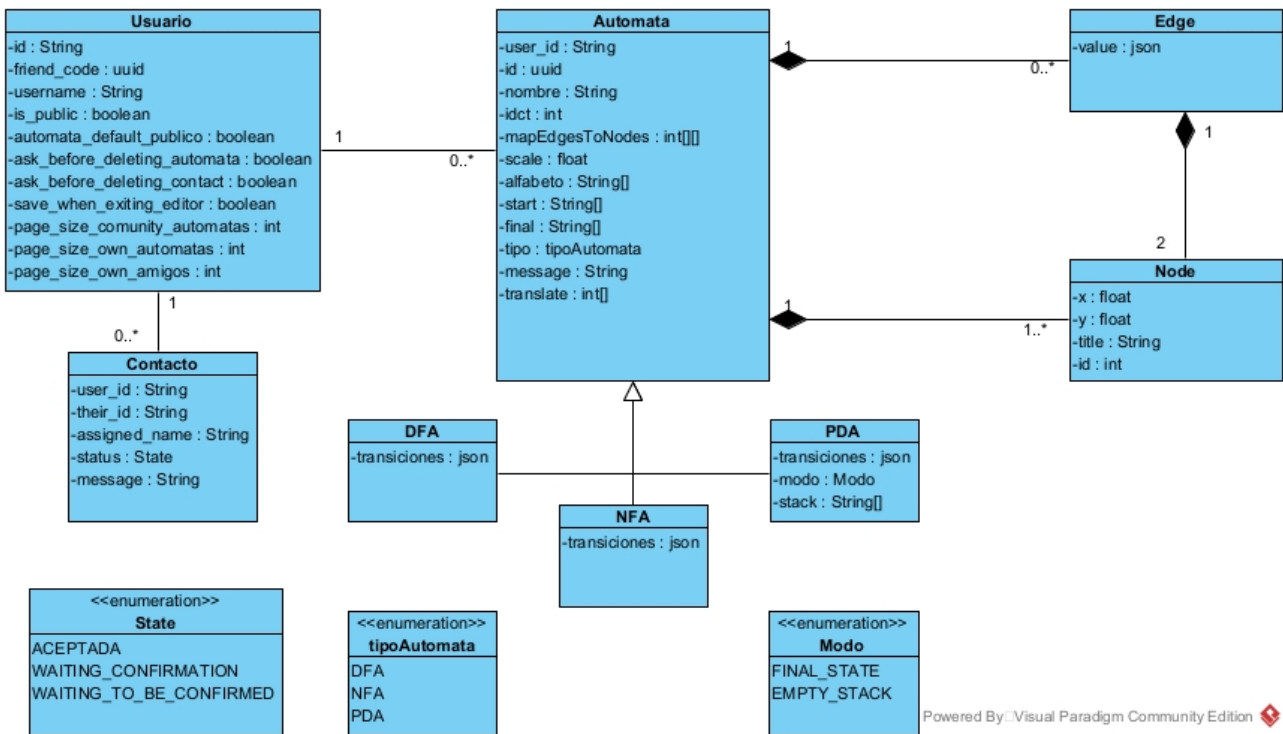 Usuario
-id : String
-friend_code : uuid
-username : String
-is_public : boolean
-automata_default_publico : boolean
-ask_before_deleting_automata : boolean
-ask_before_deleting_contact : boolean
-save_when_exiting_editor : boolean
-page_size_comunity_automatas : int
-page_size_own_automatas : int
-page_size_own_amigos : int
1
0..*
1
0..*
Contacto
-user_id : String
-their_id : String
-assigned_name : String
-status : State
-message : String
Automata
-user_id : String
-id : uuid
-nombre : String
-idct : int
-mapEdgesToNodes : int[][]
-scale : float
-alfabeto : String[]
-start : String[]
-final : String[]
-tipo : tipoAutomata
-message : String
-translate : int[]
1
0..*
1
1..*
Edge
-value : json
1
2
Node
-x : float
-y : float
-title : String
-id : int
DFA
-transiciones : json
NFA
-transiciones : json
PDA
-transiciones : json
-modo : Modo
-stack : String[]
<<enumeration>>
State
ACEPTADA
WAITING_CONFIRMATION
WAITING_TO_BE_CONFIRMED
<<enumeration>>
tipoAutomata
DFA
NFA
PDA
<<enumeration>>
Modo
FINAL_STATE
EMPTY_STACK
Powered By Visual Paradigm Community Edition